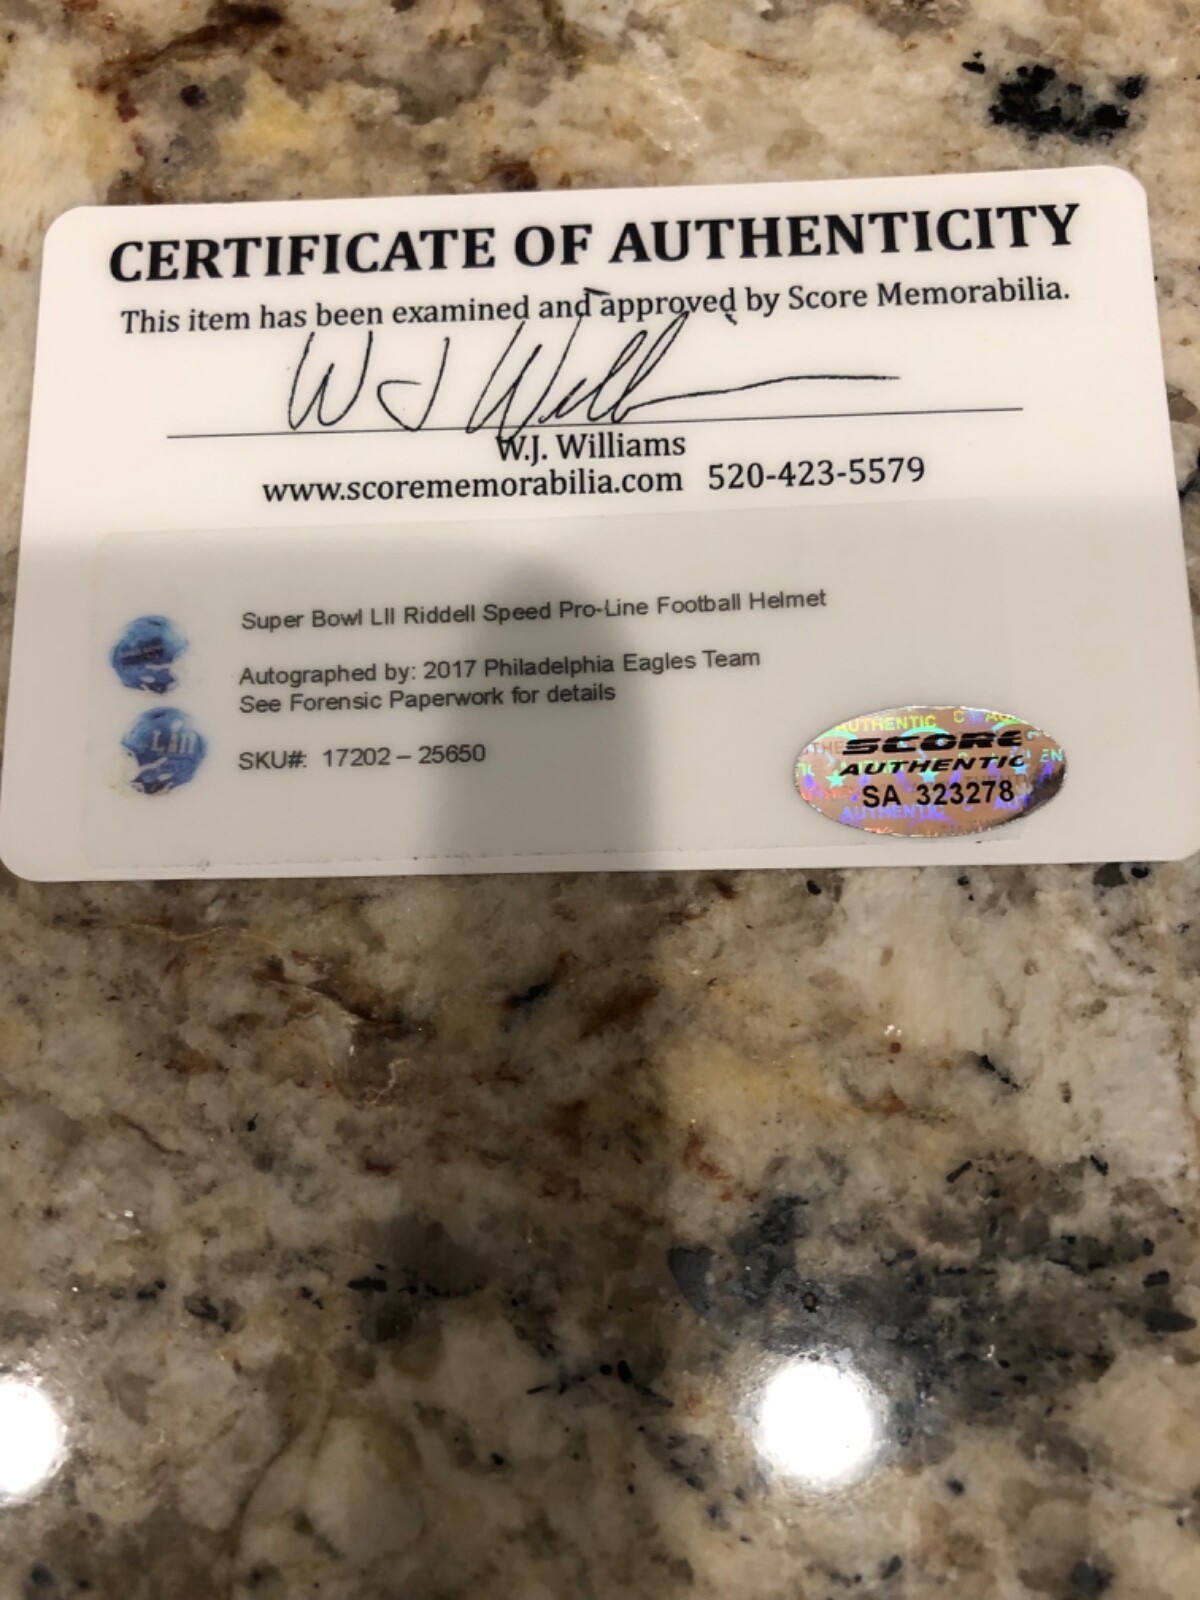 CERTIFICATE OF AUTHENTICITY
This item has been examined and approved by Score Memorabilia.
W.J. Williams
www.scorememorabilia.com 520-423-5579
Super Bowl LII Riddell Speed Pro-Line Football Helmet
Autographed by: 2017 Philadelphia Eagles Team
See Forensic Paperwork for details
LII
SKU#: 17202 – 25650
SCORE
AUTHENTIC
SA 323278